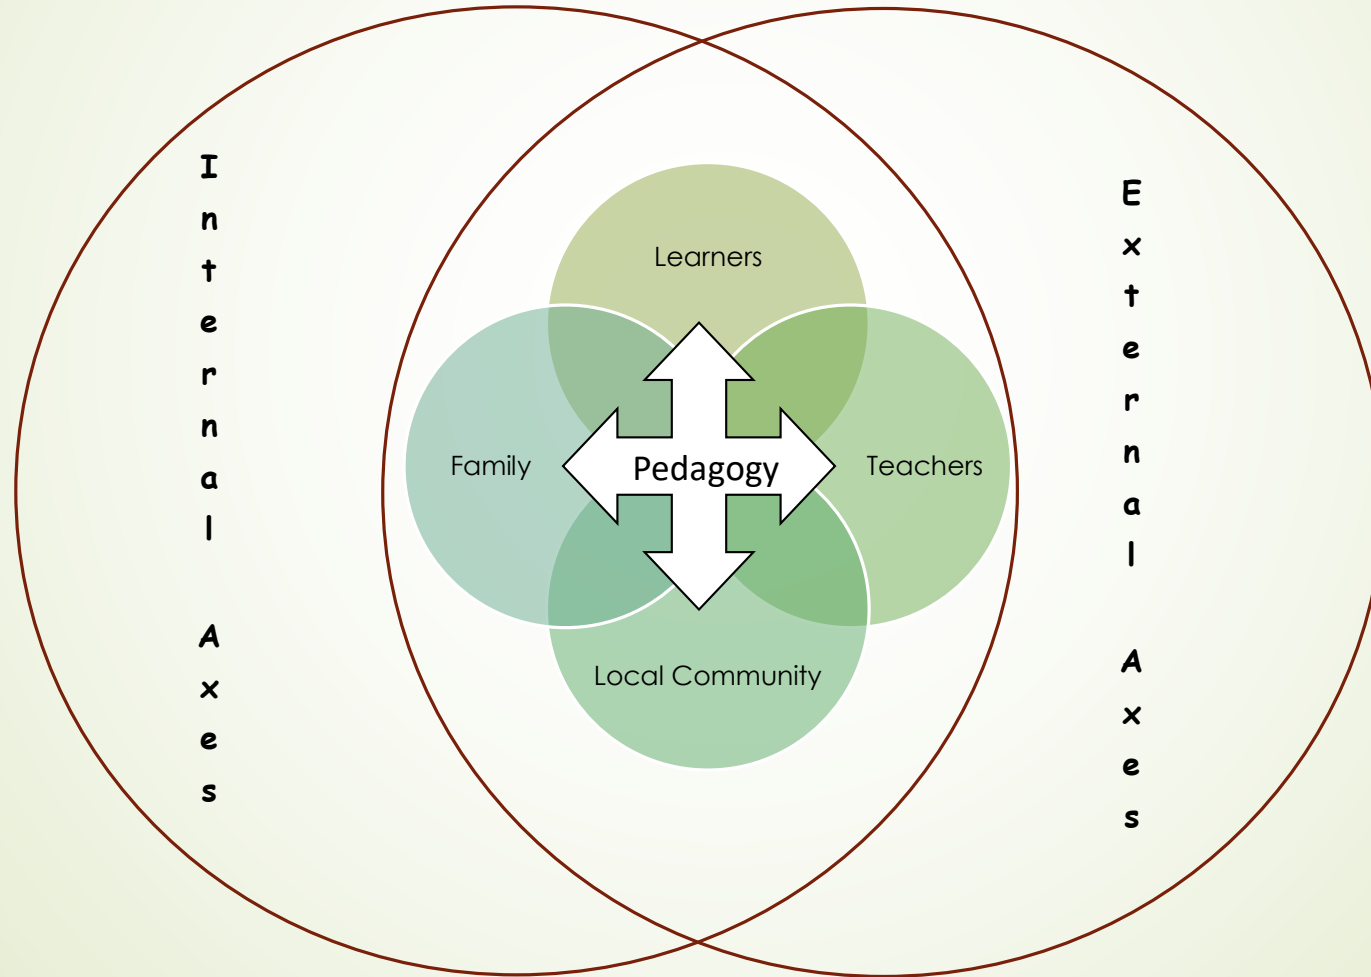 Internal Axes
Learners
Family
Pedagogy
Teachers
Local Community
External Axes